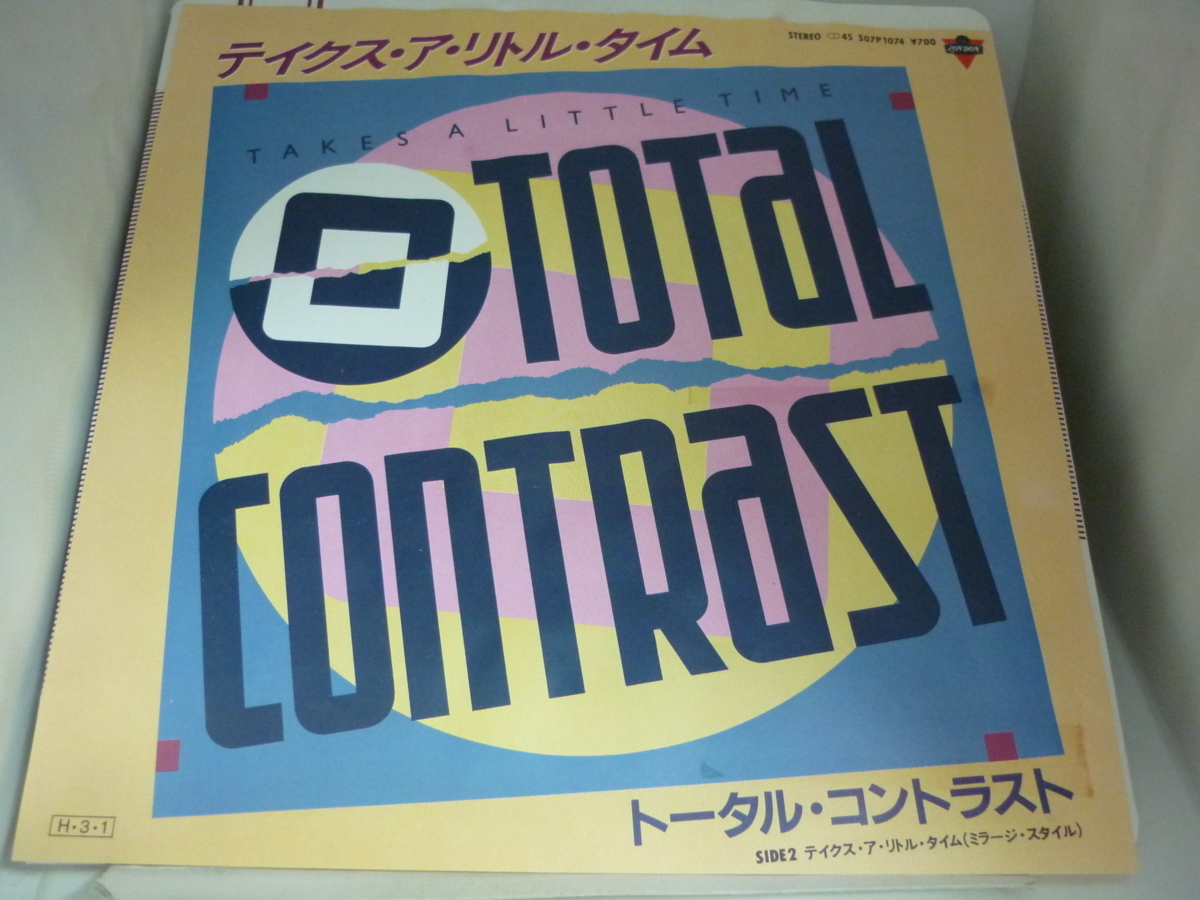 テイクス・ア・リトル・タイム
STEREO 45 S07P1074 ¥700
LONDON
TAKES A LITTLE TIME
TOTAL
CONTRAST
トータル・コントラスト
SIDE2 テイクス・ア・リトル・タイム(ミラージ・スタイル)
H・3・1